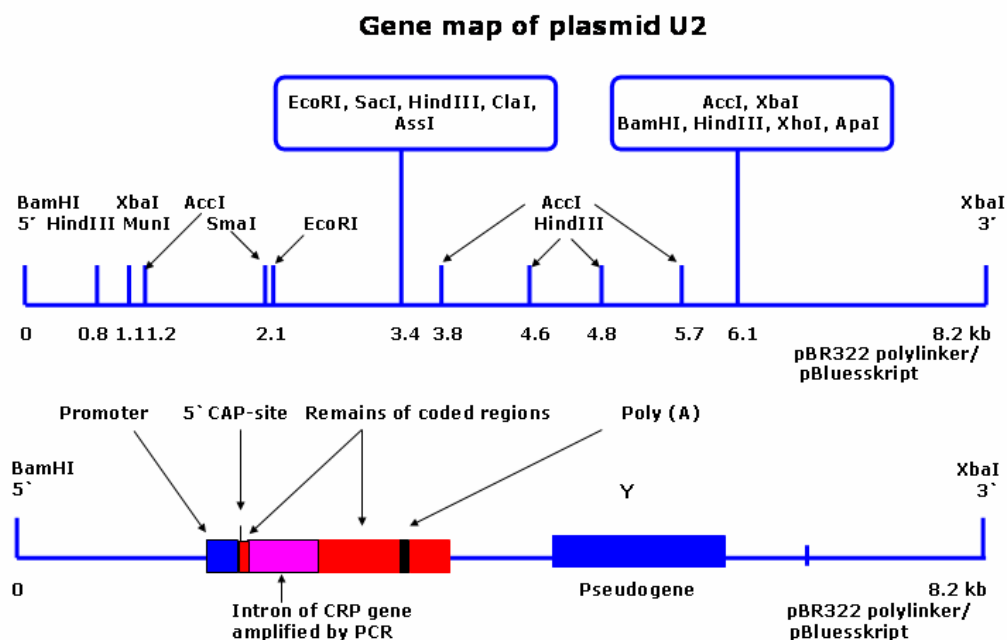 Gene map of plasmid U2
EcoRI, SacI, HindIII, ClaI,
AssI
AccI, XbaI
BamHI, HindIII, XhoI, ApaI
BamHI XbaI AccI AccI XbaI
5´ HindIII MunI SmaI EcoRI HindIII 3´
0 0.8 1.1 1.2 2.1 3.4 3.8 4.6 4.8 5.7 6.1 8.2 kb
pBR322 polylinker/
pBluesskript
Promoter 5`CAP-site Remains of coded regions Poly (A)
BamHI XbaI
5` Y 3`
0 Pseudogene 8.2 kb
Intron of CRP gene pBR322 polylinker/
amplified by PCR pBluesskript